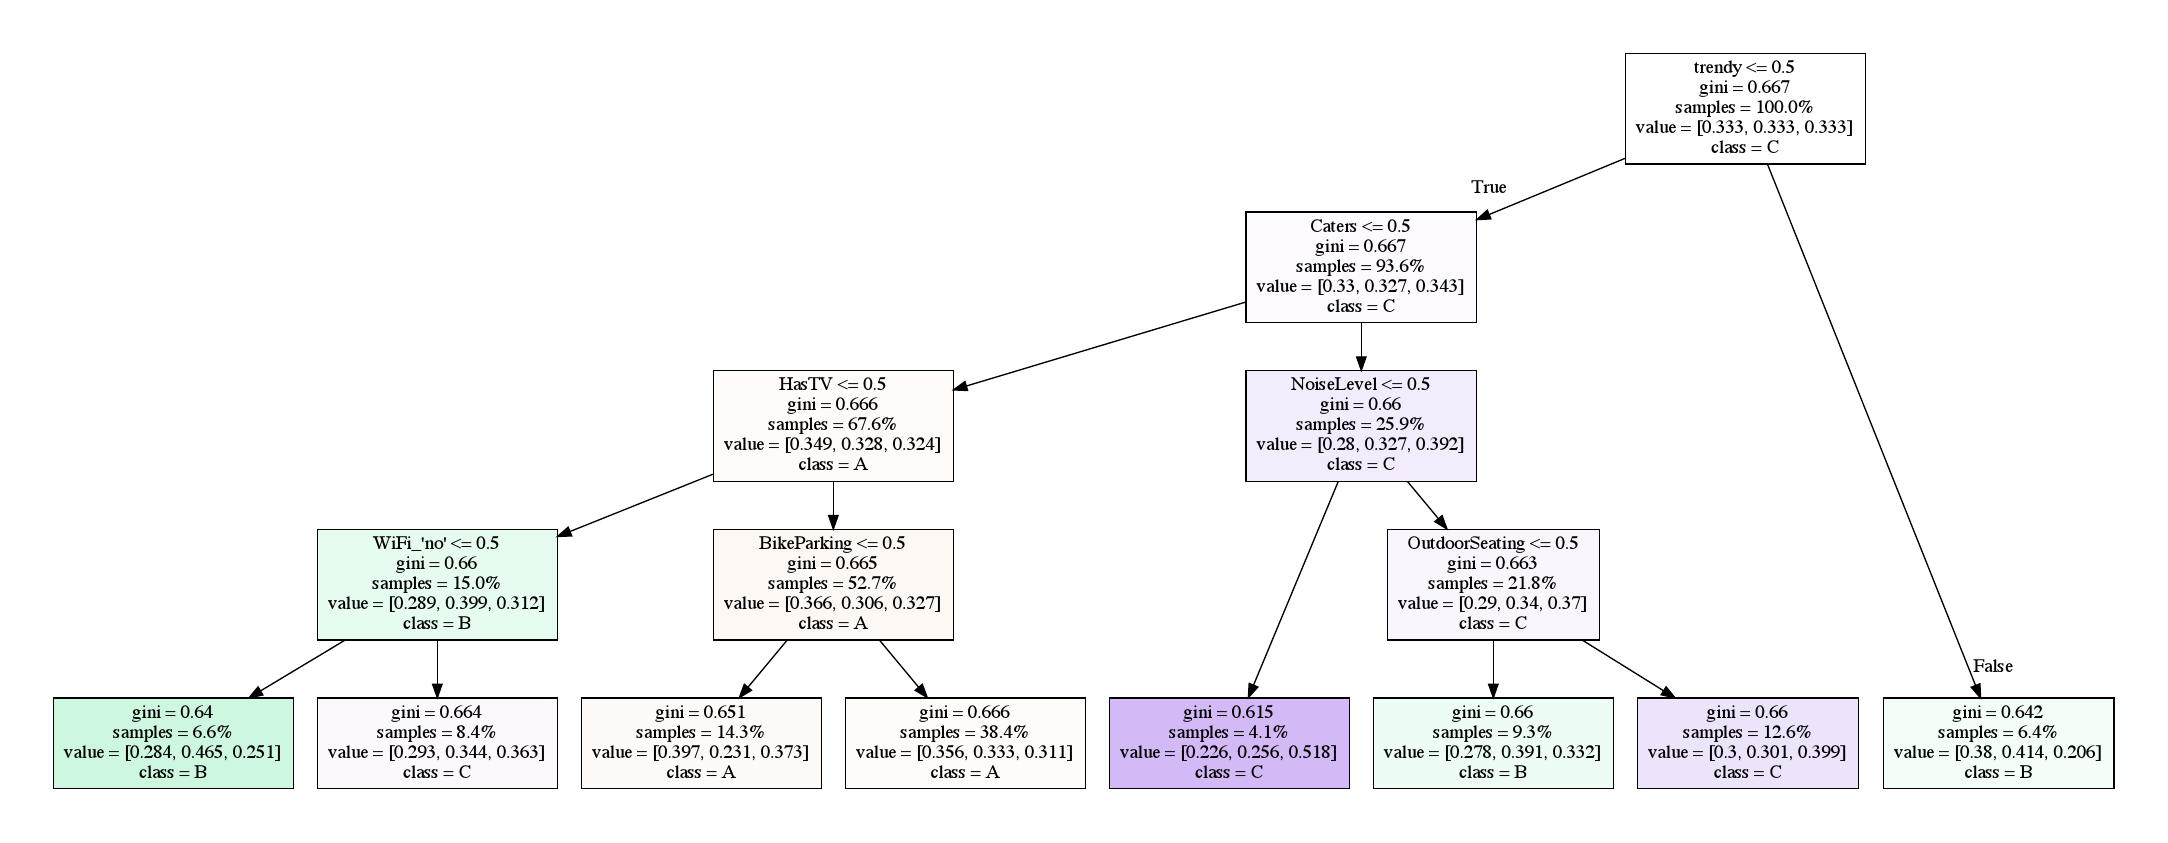 trendy <= 0.5
gini = 0.667
samples = 100.0%
value = [0.333, 0.333, 0.333]
class = C
True
Caters <= 0.5
gini = 0.667
samples = 93.6%
value = [0.33, 0.327, 0.343]
class = C
HasTV <= 0.5
gini = 0.666
samples = 67.6%
value = [0.349, 0.328, 0.324]
class = A
NoiseLevel <= 0.5
gini = 0.66
samples = 25.9%
value = [0.28, 0.327, 0.392]
class = C
WiFi_'no' <= 0.5
gini = 0.66
samples = 15.0%
value = [0.289, 0.399, 0.312]
class = B
BikeParking <= 0.5
gini = 0.665
samples = 52.7%
value = [0.366, 0.306, 0.327]
class = A
OutdoorSeating <= 0.5
gini = 0.663
samples = 21.8%
value = [0.29, 0.34, 0.37]
class = C
False
gini = 0.64
samples = 6.6%
value = [0.284, 0.465, 0.251]
class = B
gini = 0.664
samples = 8.4%
value = [0.293, 0.344, 0.363]
class = C
gini = 0.651
samples = 14.3%
value = [0.397, 0.231, 0.373]
class = A
gini = 0.666
samples = 38.4%
value = [0.356, 0.333, 0.311]
class = A
gini = 0.615
samples = 4.1%
value = [0.226, 0.256, 0.518]
class = C
gini = 0.66
samples = 9.3%
value = [0.278, 0.391, 0.332]
class = B
gini = 0.66
samples = 12.6%
value = [0.3, 0.301, 0.399]
class = C
gini = 0.642
samples = 6.4%
value = [0.38, 0.414, 0.206]
class = B